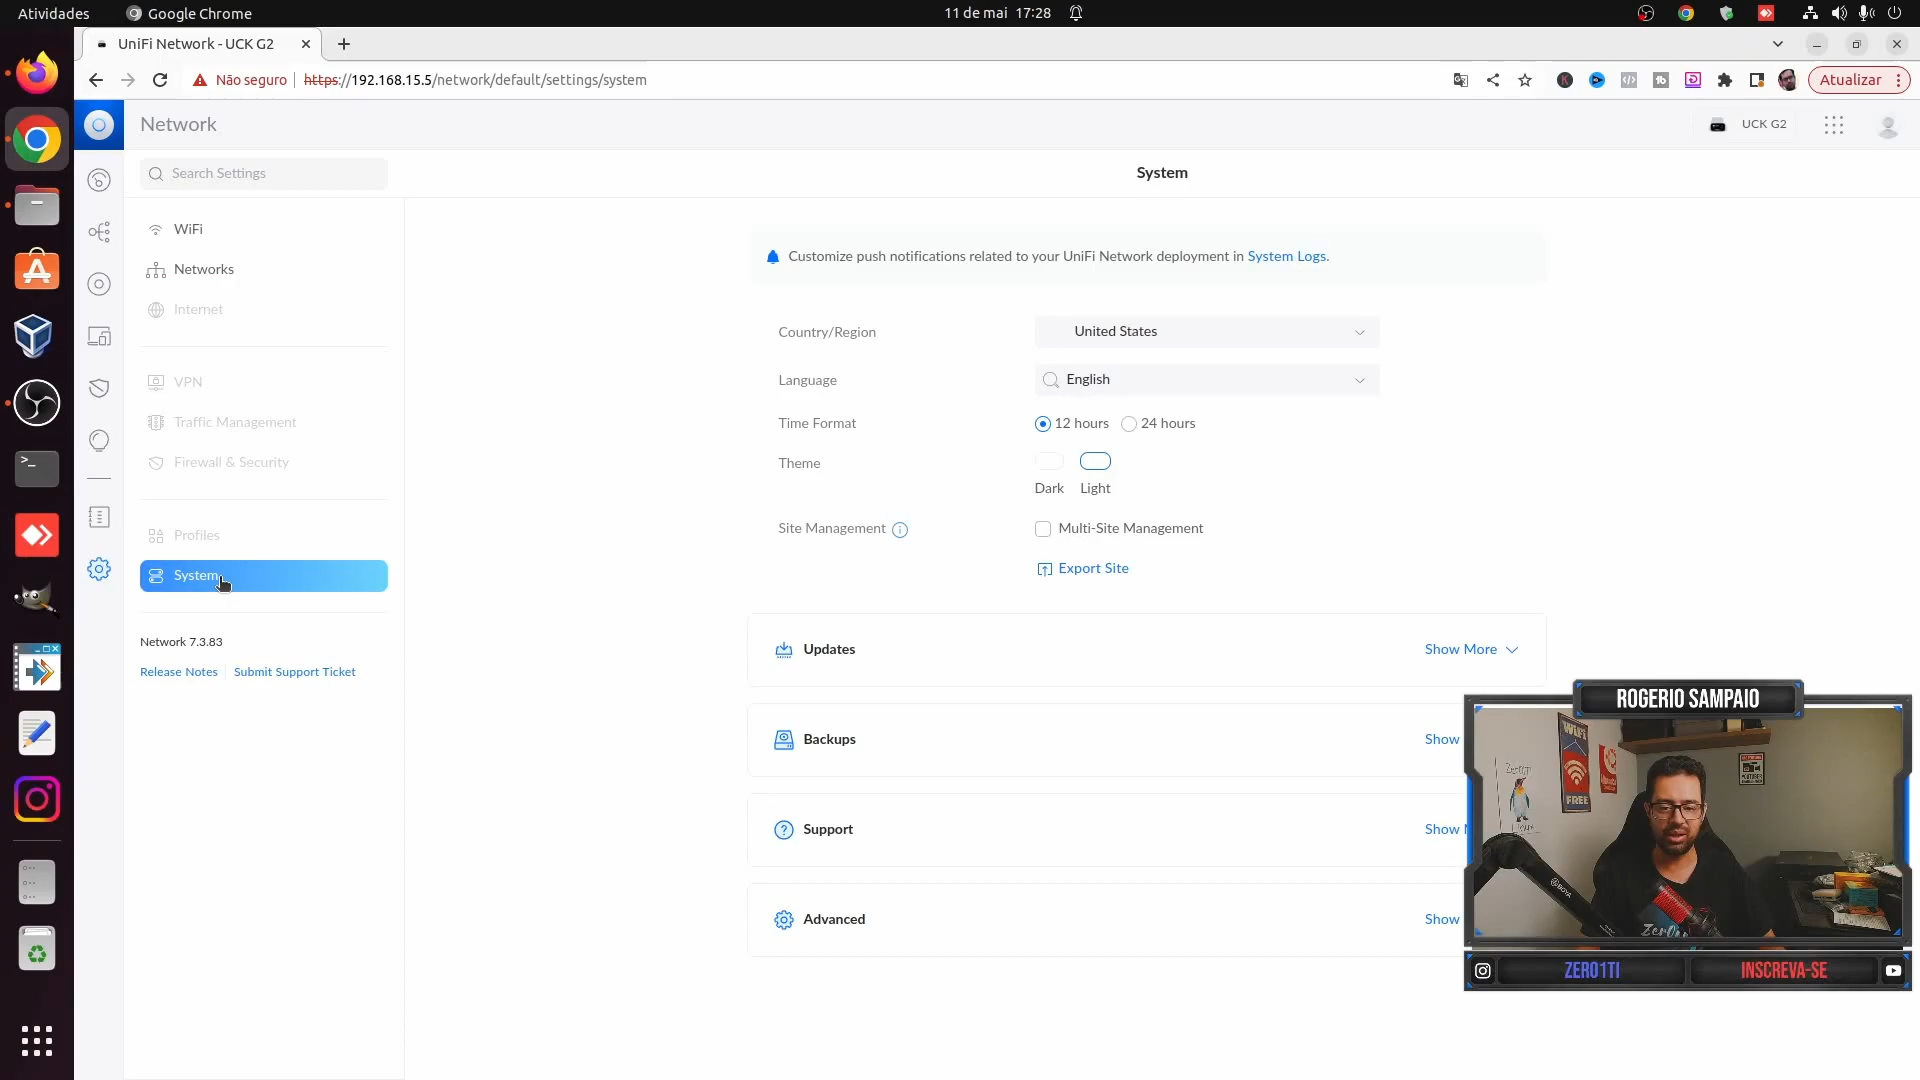 Atividades
Google Chrome
11 de mai 17:28
UniFi Network - UCK G2
Não seguro
https://192.168.15.5/network/default/settings/system
Atualizar
Network
UCK G2
Search Settings
System
WiFi
Networks
Internet
VPN
Traffic Management
Firewall & Security
Profiles
System
Network 7.3.83
Release Notes
Submit Support Ticket
Customize push notifications related to your UniFi Network deployment in System Logs.
Country/Region
United States
Language
English
Time Format
12 hours
24 hours
Theme
Dark
Light
Site Management
Multi-Site Management
Export Site
Updates
Show More
Backups
Show
Support
Show
Advanced
Show
ROGERIO SAMPAIO
WiFi
FREE
BOYA
ZERO1TI
INSCREVA-SE